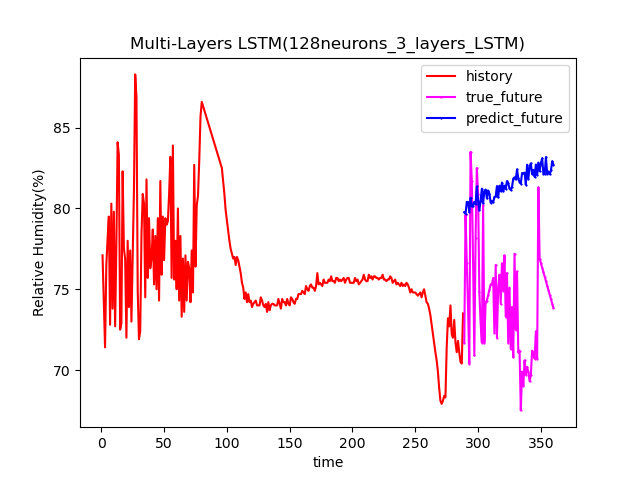 Multi-Layers LSTM(128neurons_3_layers_LSTM)
history
true_future
predict_future
Relative Humidity(%)
85
80
75
70
0 50 100 150 200 250 300 350
time